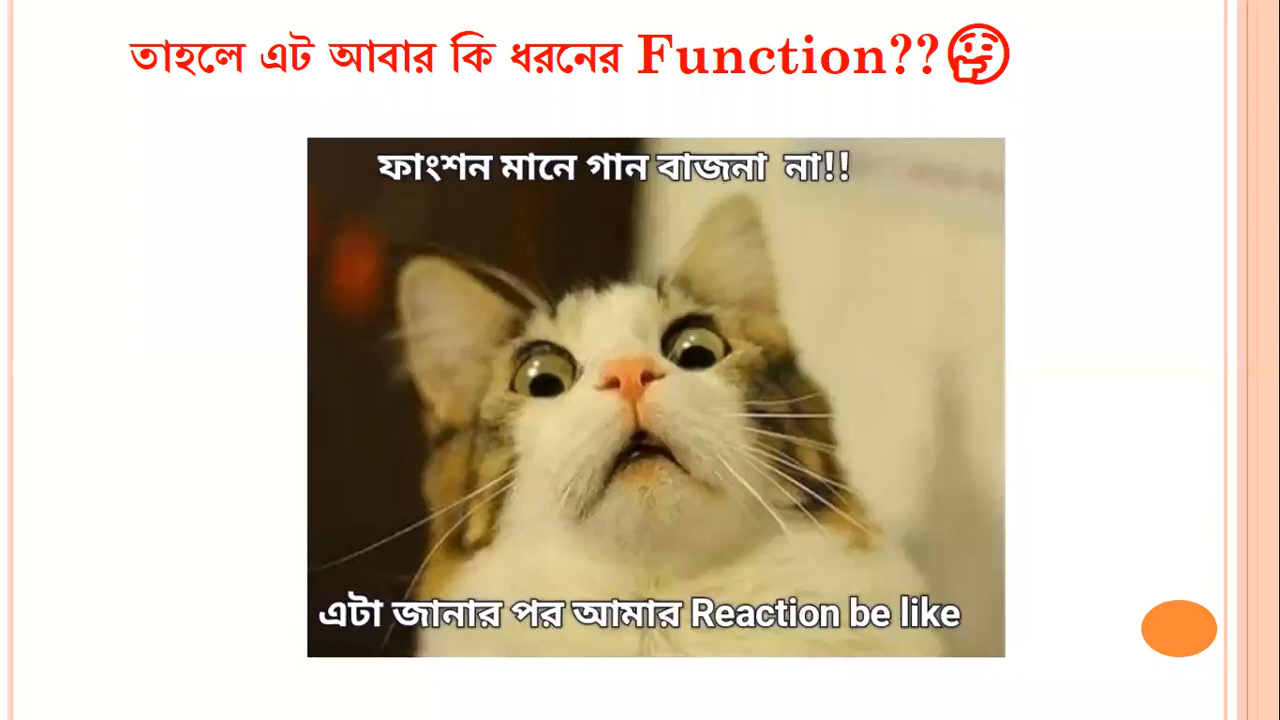 তাহলে এট আবার কি ধরনের Function??🤔
ফাংশন মানে গান বাজনা না!!
এটা জানার পর আমার Reaction be like